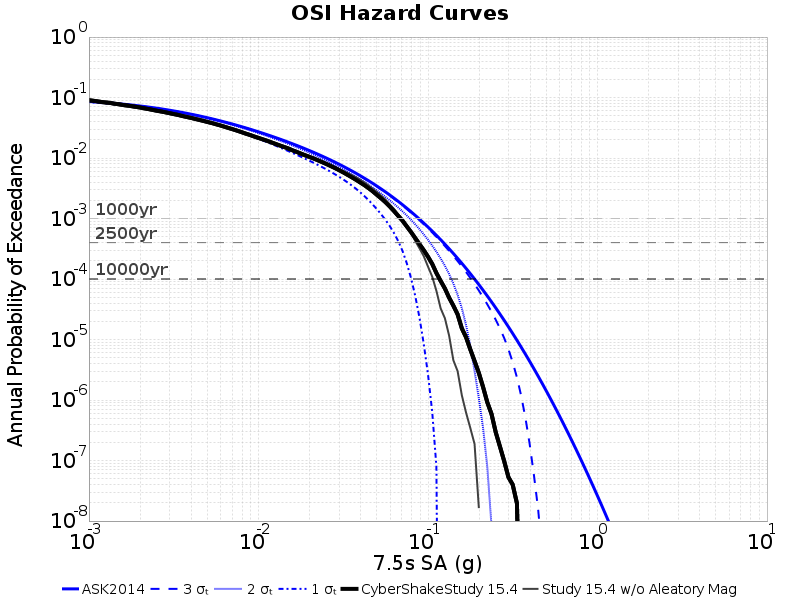 OSI Hazard Curves
Annual Probability of Exceedance
10^0
10^-1
10^-2
10^-3
10^-4
10^-5
10^-6
10^-7
10^-8
1000yr
2500yr
10000yr
10^-3 10^-2 10^-1 10^0 10^1
7.5s SA (g)
ASK2014 3 σₜ 2 σₜ 1 σₜ CyberShakeStudy 15.4 Study 15.4 w/o Aleatory Mag